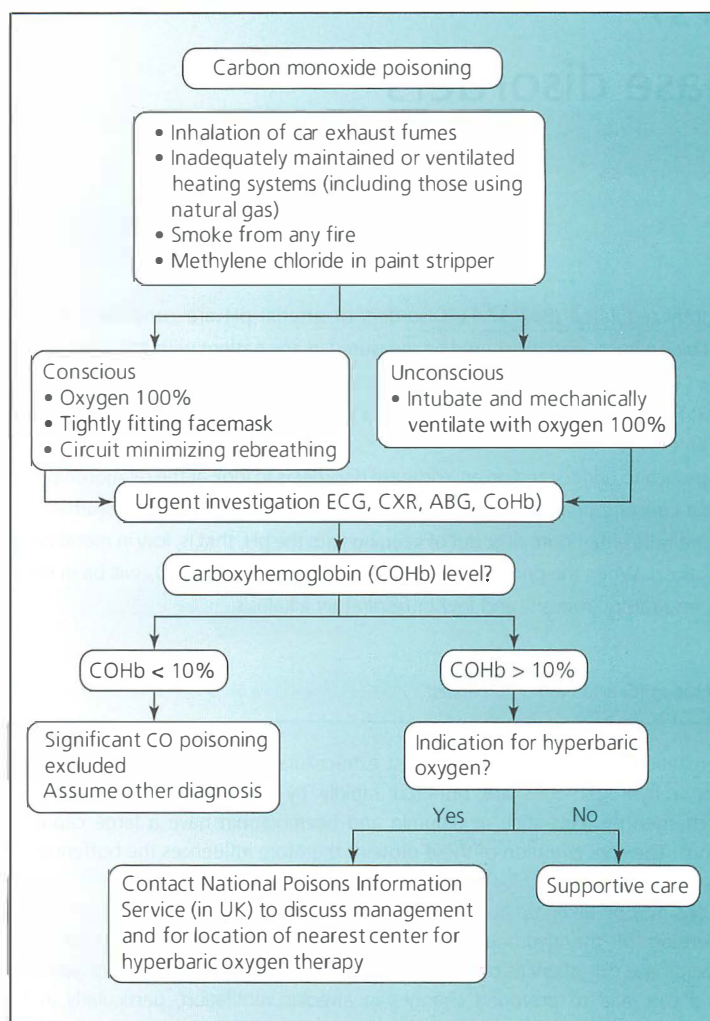 ase disorders
Carbon monoxide poisoning
• Inhalation of car exhaust fumes
• Inadequately maintained or ventilated
heating systems (including those using
natural gas)
• Smoke from any fire
• Methylene chloride in paint stripper
Conscious
• Oxygen 100%
• Tightly fitting facemask
• Circuit minimizing rebreathing
Unconscious
• Intubate and mechanically
ventilate with oxygen 100%
Urgent investigation ECG, CXR, ABG, CoHb)
Carboxyhemoglobin (COHb) level?
COHb < 10%
COHb > 10%
Significant CO poisoning
excluded
Assume other diagnosis
Indication for hyperbaric
oxygen?
Yes
No
Contact National Poisons Information
Service (in UK) to discuss management
and for location of nearest center for
hyperbaric oxygen therapy
Supportive care